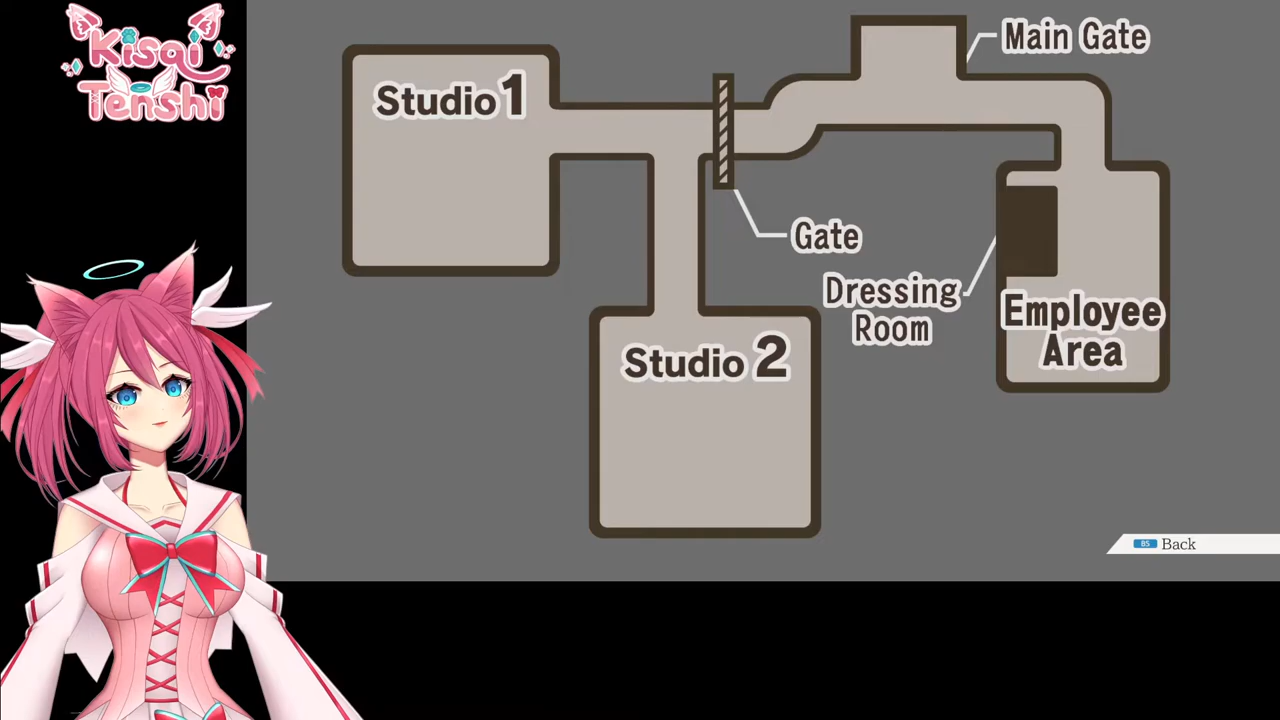 Kisai
Tenshi
Main Gate
Studio 1
Gate
Dressing
Room
Employee
Area
Studio 2
BS Back